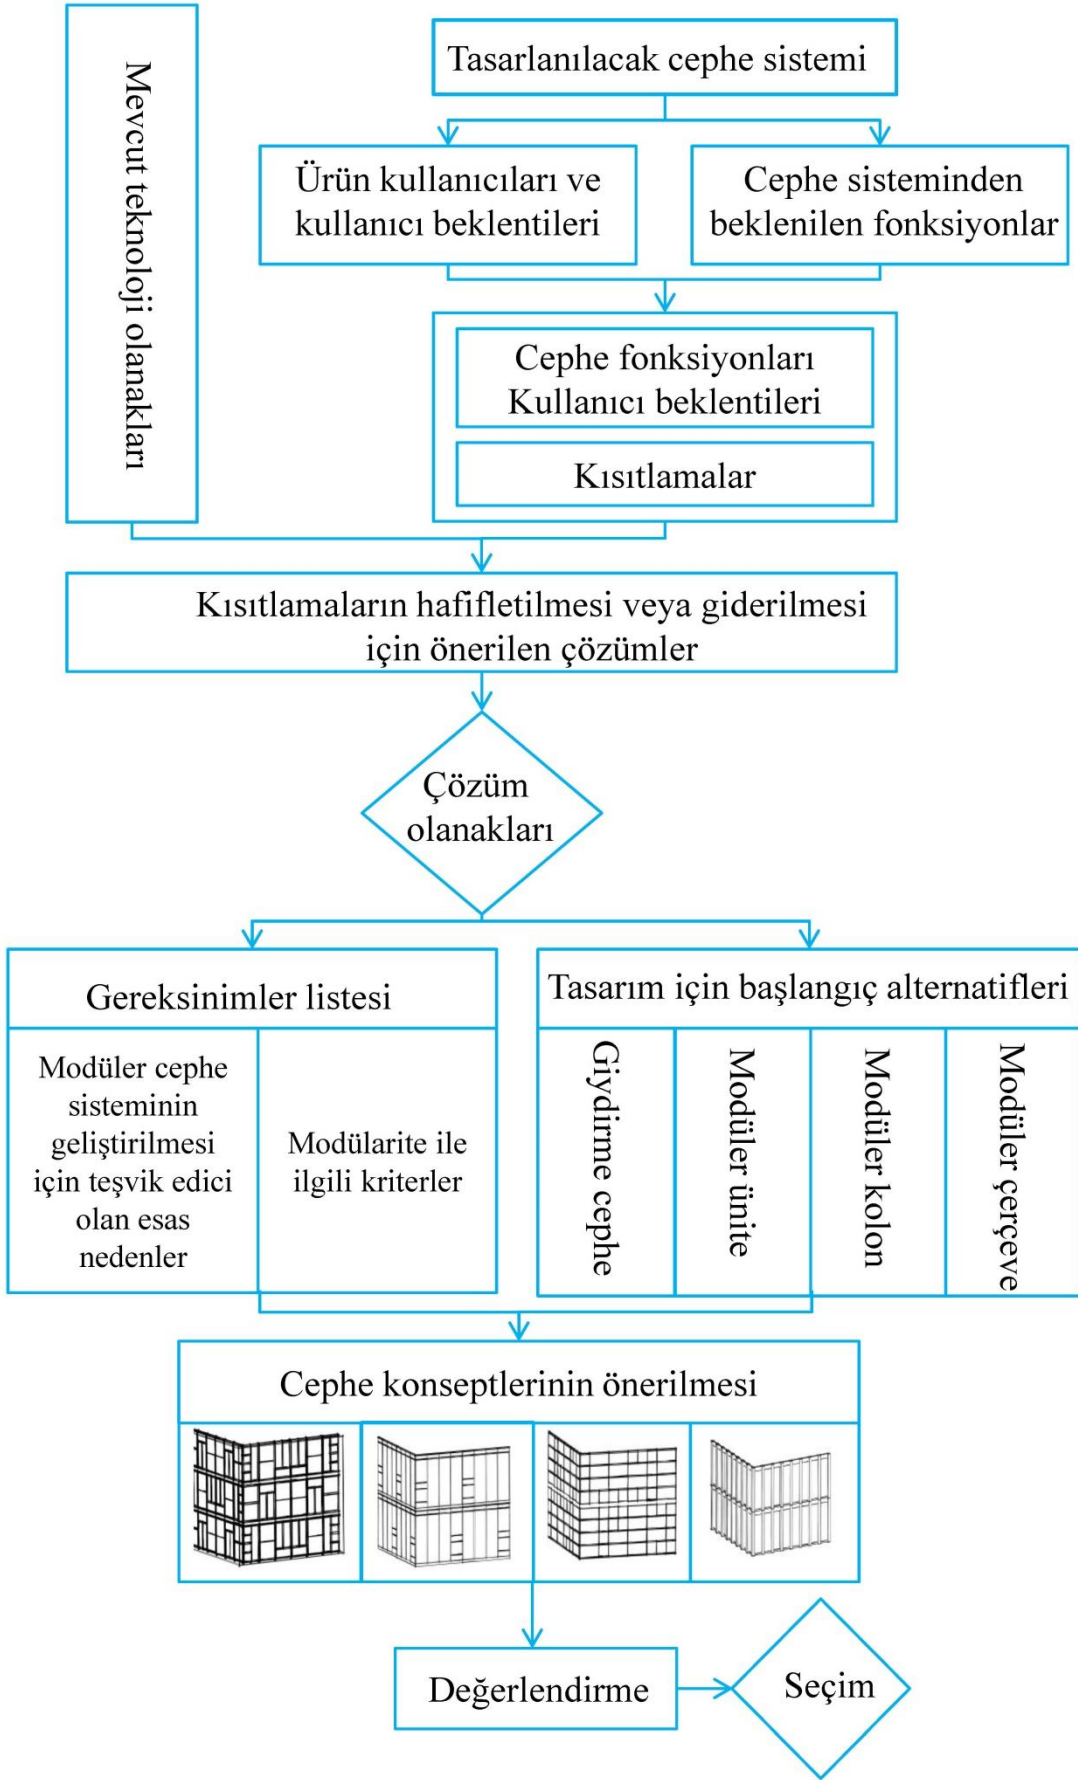 Mevcut teknoloji olanakları
Tasarlanılacak cephe sistemi
Ürün kullanıcıları ve
kullanıcı beklentileri
Cephe sisteminden
beklenilen fonksiyonlar
Cephe fonksiyonları
Kullanıcı beklentileri
Kısıtlamalar
Kısıtlamaların hafifletilmesi veya giderilmesi
için önerilen çözümler
Çözüm
olanakları
Gereksinimler listesi
Modüler cephe
sisteminin
geliştirilmesi
için teşvik edici
olan esas
nedenler
Modülarite ile
ilgili kriterler
Tasarım için başlangıç alternatifleri
Giydirme cephe
Modüler ünite
Modüler kolon
Modüler çerçeve
Cephe konseptlerinin önerilmesi
Değerlendirme
Seçim